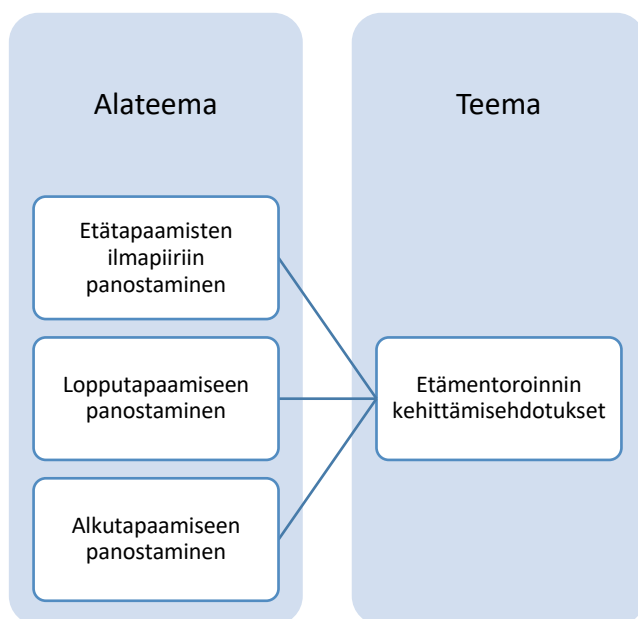 Alateema
Teema
Etätapaamisten
ilmapiiriin
panostaminen
Lopputapaamiseen
panostaminen
Alkutapaamiseen
panostaminen
Etämentoroinnin
kehittämisehdotukset